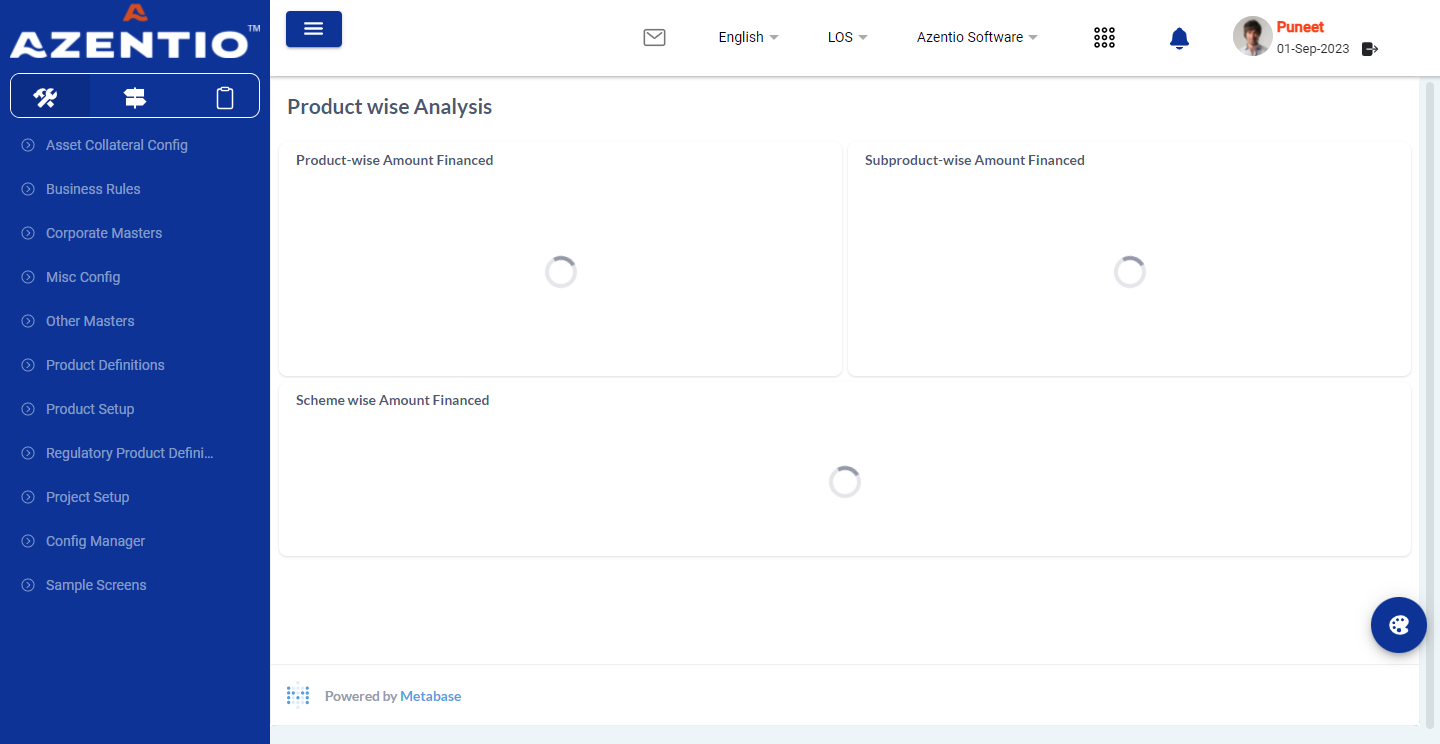 AZENTIO™
English
LOS
Azentio Software
Puneet
01-Sep-2023
Asset Collateral Config
Business Rules
Corporate Masters
Misc Config
Other Masters
Product Definitions
Product Setup
Regulatory Product Defini...
Project Setup
Config Manager
Sample Screens
Product wise Analysis
Product-wise Amount Financed
Subproduct-wise Amount Financed
Scheme wise Amount Financed
Powered by Metabase